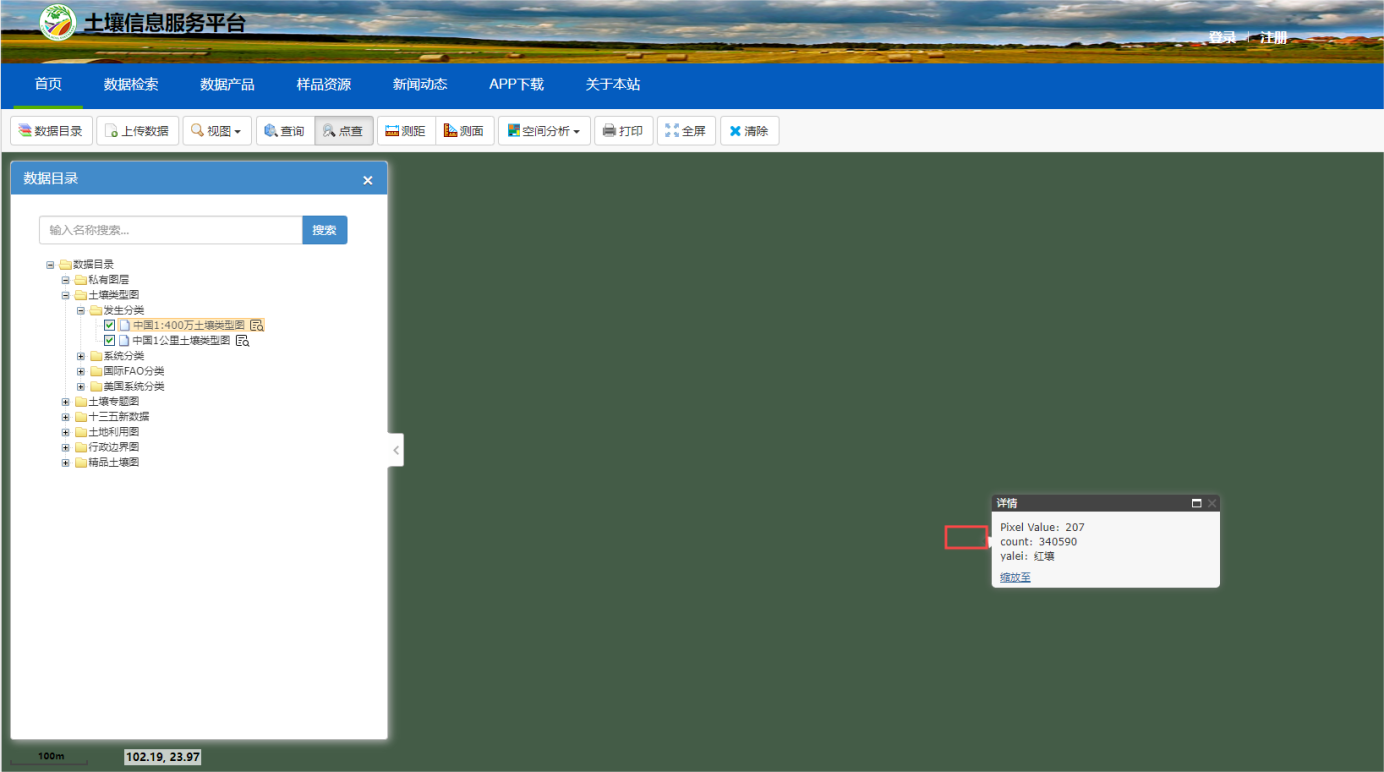 土壤信息服务平台
登录 | 注册
首页 数据检索 数据产品 样品资源 新闻动态 APP下载 关于本站
数据目录 上传数据 视图 查询 点查 测距 测面 空间分析 打印 全屏 清除
数据目录
输入名称搜索... 搜索
数据目录
私有图层
土壤类型图
发生分类
中国1:400万土壤类型图
中国1公里土壤类型图
系统分类
国际FAO分类
美国系统分类
土壤专题图
十三五新数据
土地利用图
行政边界图
精品土壤图
详情
Pixel Value: 207
count: 340590
yalei: 红壤
缩放至
100m
102.19, 23.97